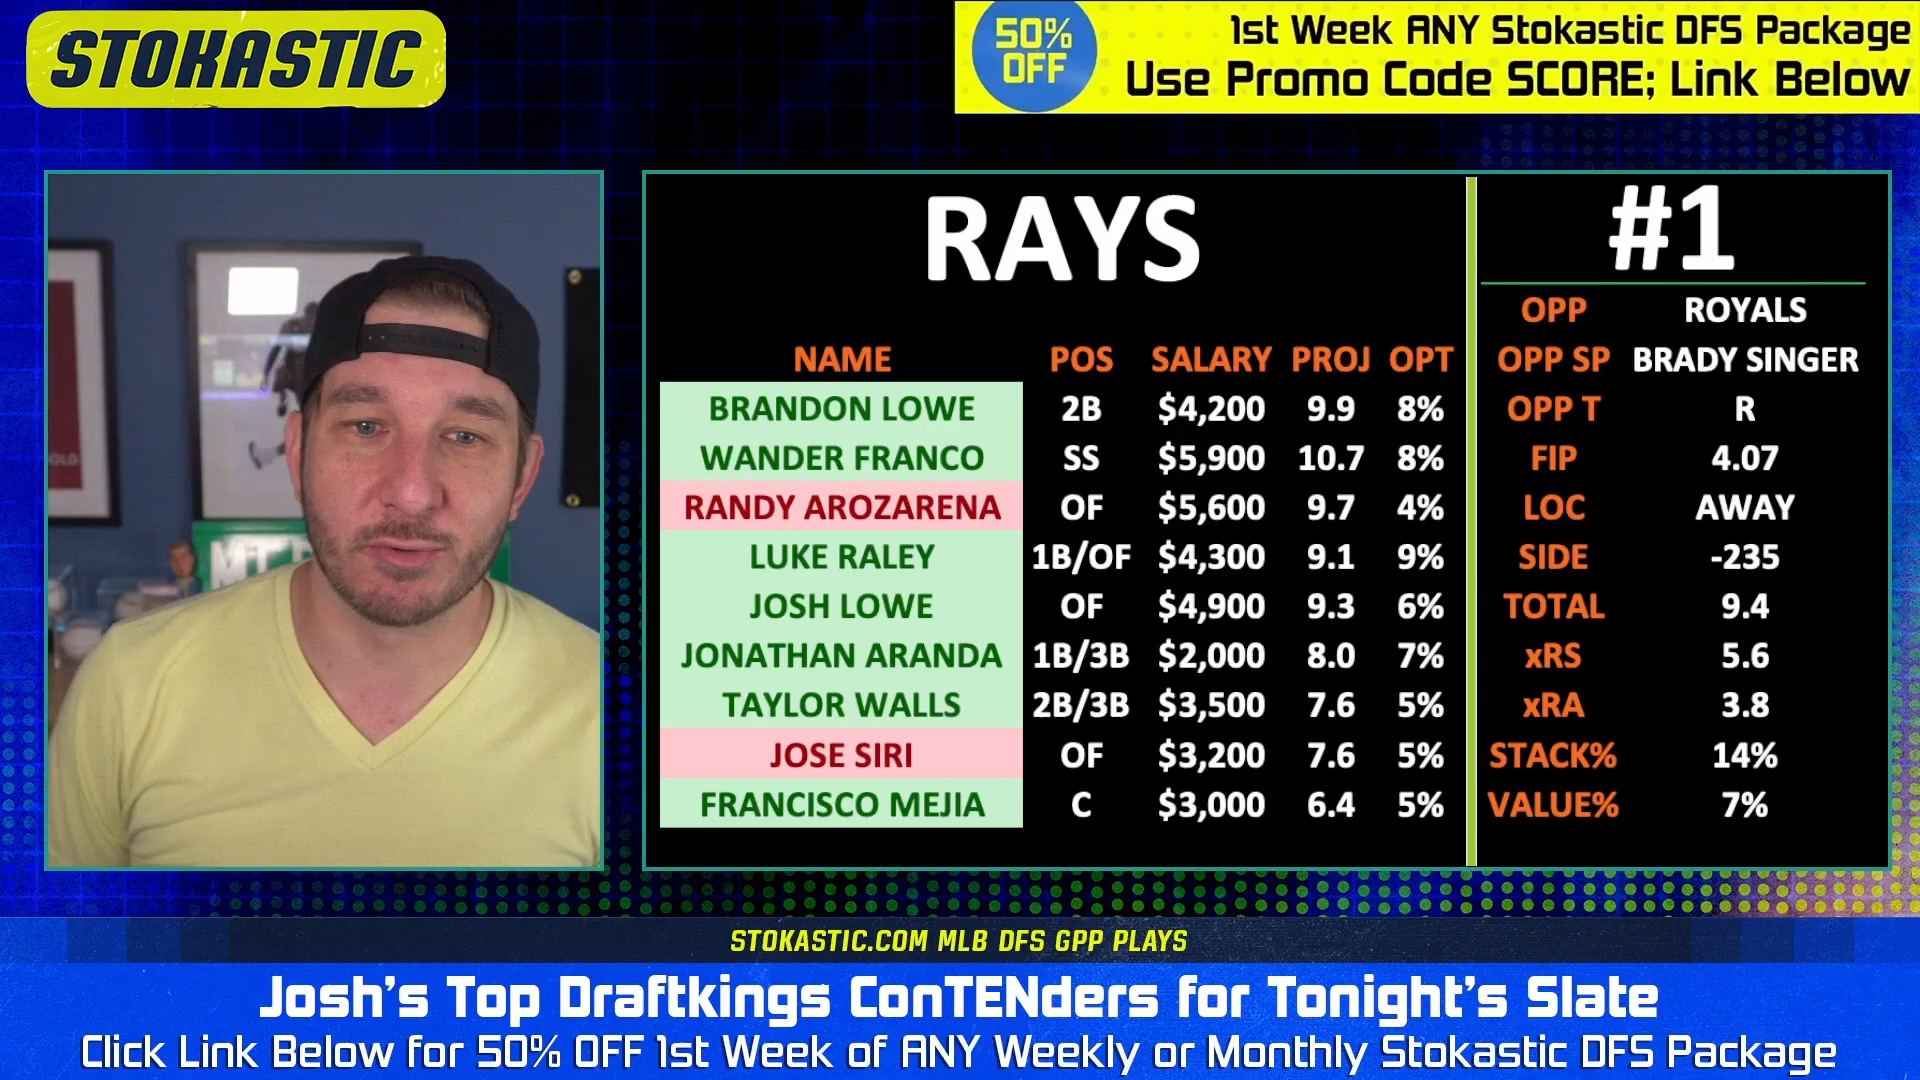 STOKASTIC
50%
OFF
1st Week ANY Stokastic DFS Package
Use Promo Code SCORE; Link Below
RAYS
NAME POS SALARY PROJ OPT
BRANDON LOWE 2B $4,200 9.9 8%
WANDER FRANCO SS $5,900 10.7 8%
RANDY AROZARENA OF $5,600 9.7 4%
LUKE RALEY 1B/OF $4,300 9.1 9%
JOSH LOWE OF $4,900 9.3 6%
JONATHAN ARANDA 1B/3B $2,000 8.0 7%
TAYLOR WALLS 2B/3B $3,500 7.6 5%
JOSE SIRI OF $3,200 7.6 5%
FRANCISCO MEJIA C $3,000 6.4 5%
#1
OPP ROYALS
OPP SP BRADY SINGER
OPP T R
FIP 4.07
LOC AWAY
SIDE -235
TOTAL 9.4
xRS 5.6
xRA 3.8
STACK% 14%
VALUE% 7%
STOKASTIC.COM MLB DFS GPP PLAYS
Josh's Top Draftkings ConTENders for Tonight's Slate
Click Link Below for 50% OFF 1st Week of ANY Weekly or Monthly Stokastic DFS Package